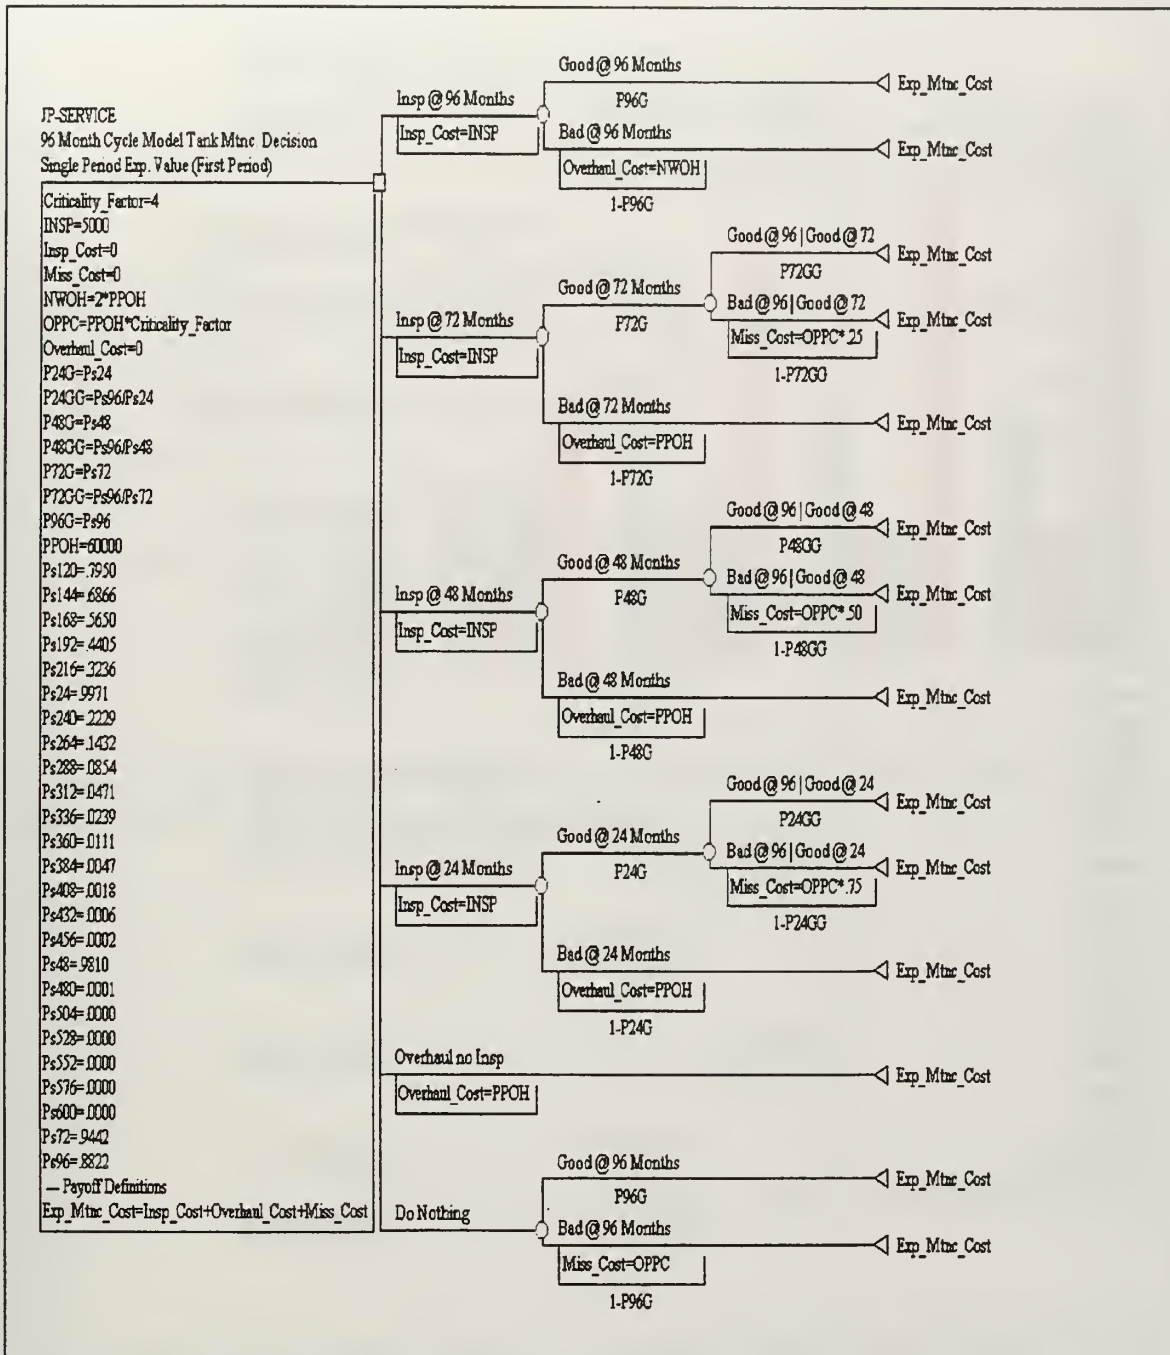 JP-SERVICE
96 Month Cycle Model Tank Mtnc. Decision
Single Period Exp. Value (First Period)
Criticality_Factor=4
INSP=5000
Insp_Cost=0
Miss_Cost=0
NWOH=2*PPOH
OPPC=PPOH*Criticality_Factor
Overhaul_Cost=0
P24G=Ps24
P24GG=Ps96/Ps24
P48G=Ps48
P48GG=Ps96/Ps48
P72G=Ps72
P72GG=Ps96/Ps72
P96G=Ps96
PPOH=60000
Ps120=.7950
Ps144=.6866
Ps168=.5650
Ps192=.4405
Ps216=.3236
Ps24=.9971
Ps240=.2229
Ps264=.1432
Ps288=.0854
Ps312=.0471
Ps336=.0239
Ps360=.0111
Ps384=.0047
Ps408=.0018
Ps432=.0006
Ps456=.0002
Ps48=.9810
Ps480=.0001
Ps504=.0000
Ps528=.0000
Ps552=.0000
Ps576=.0000
Ps600=.0000
Ps72=.9442
Ps96=.8822
— Payoff Definitions
Exp_Mtnc_Cost=Insp_Cost+Overhaul_Cost+Miss_Cost
Insp @ 96 Months
Insp_Cost=INSP
Good @ 96 Months
P96G
Exp_Mtnc_Cost
Bad @ 96 Months
Overhaul_Cost=NWOH
1-P96G
Exp_Mtnc_Cost
Insp @ 72 Months
Insp_Cost=INSP
Good @ 72 Months
P72G
Good @ 96 | Good @ 72
P72GG
Exp_Mtnc_Cost
Bad @ 96 | Good @ 72
Miss_Cost=OPPC*.25
1-P72GG
Exp_Mtnc_Cost
Bad @ 72 Months
Overhaul_Cost=PPOH
1-P72G
Exp_Mtnc_Cost
Insp @ 48 Months
Insp_Cost=INSP
Good @ 48 Months
P48G
Good @ 96 | Good @ 48
P48GG
Exp_Mtnc_Cost
Bad @ 96 | Good @ 48
Miss_Cost=OPPC*.50
1-P48GG
Exp_Mtnc_Cost
Bad @ 48 Months
Overhaul_Cost=PPOH
1-P48G
Exp_Mtnc_Cost
Insp @ 24 Months
Insp_Cost=INSP
Good @ 24 Months
P24G
Good @ 96 | Good @ 24
P24GG
Exp_Mtnc_Cost
Bad @ 96 | Good @ 24
Miss_Cost=OPPC*.75
1-P24GG
Exp_Mtnc_Cost
Bad @ 24 Months
Overhaul_Cost=PPOH
1-P24G
Exp_Mtnc_Cost
Overhaul no Insp
Overhaul_Cost=PPOH
Exp_Mtnc_Cost
Do Nothing
Good @ 96 Months
P96G
Exp_Mtnc_Cost
Bad @ 96 Months
Miss_Cost=OPPC
1-P96G
Exp_Mtnc_Cost